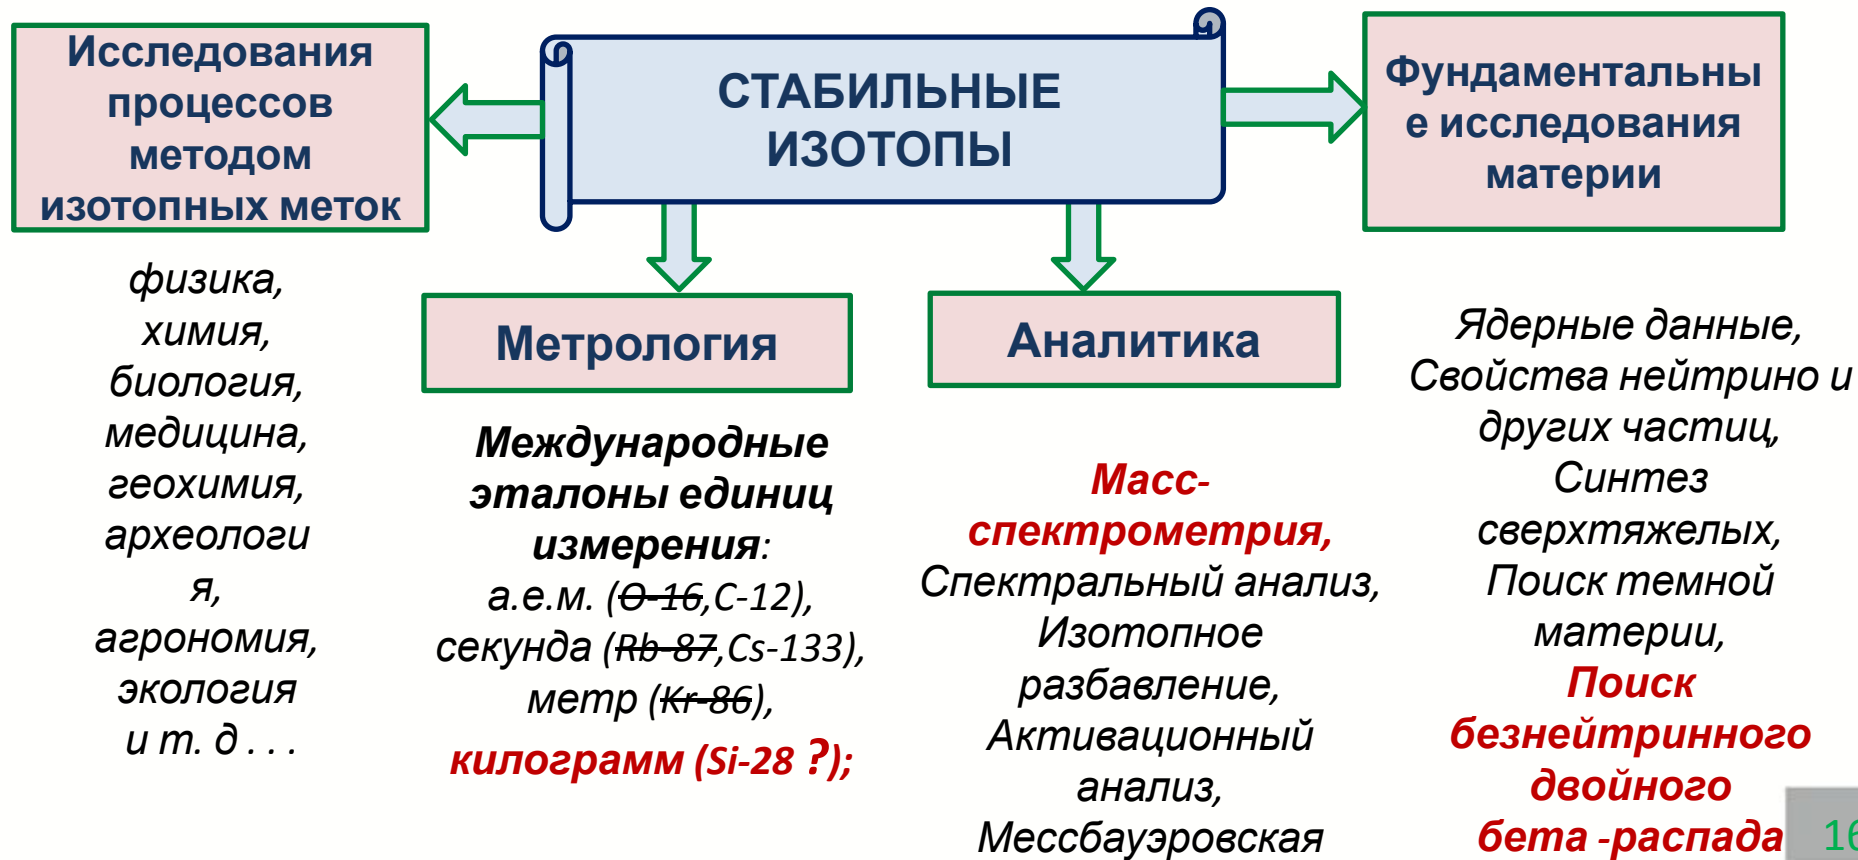 Исследования
процессов
методом
изотопных меток
СТАБИЛЬНЫЕ
ИЗОТОПЫ
Фундаментальны
е исследования
материи
физика,
химия,
биология,
медицина,
геохимия,
археологи
я,
агрономия,
экология
и т. д . . .
Метрология
Международные
эталоны единиц
измерения:
а.е.м. (O-16,C-12),
секунда (Rb-87,Cs-133),
метр (Kr-86),
килограмм (Si-28 ?);
Аналитика
Масс-
спектрометрия,
Спектральный анализ,
Изотопное
разбавление,
Активационный
анализ,
Мессбауэровская
Ядерные данные,
Свойства нейтрино и
других частиц,
Синтез
сверхтяжелых,
Поиск темной
материи,
Поиск
безнейтринного
двойного
бета -распада
16